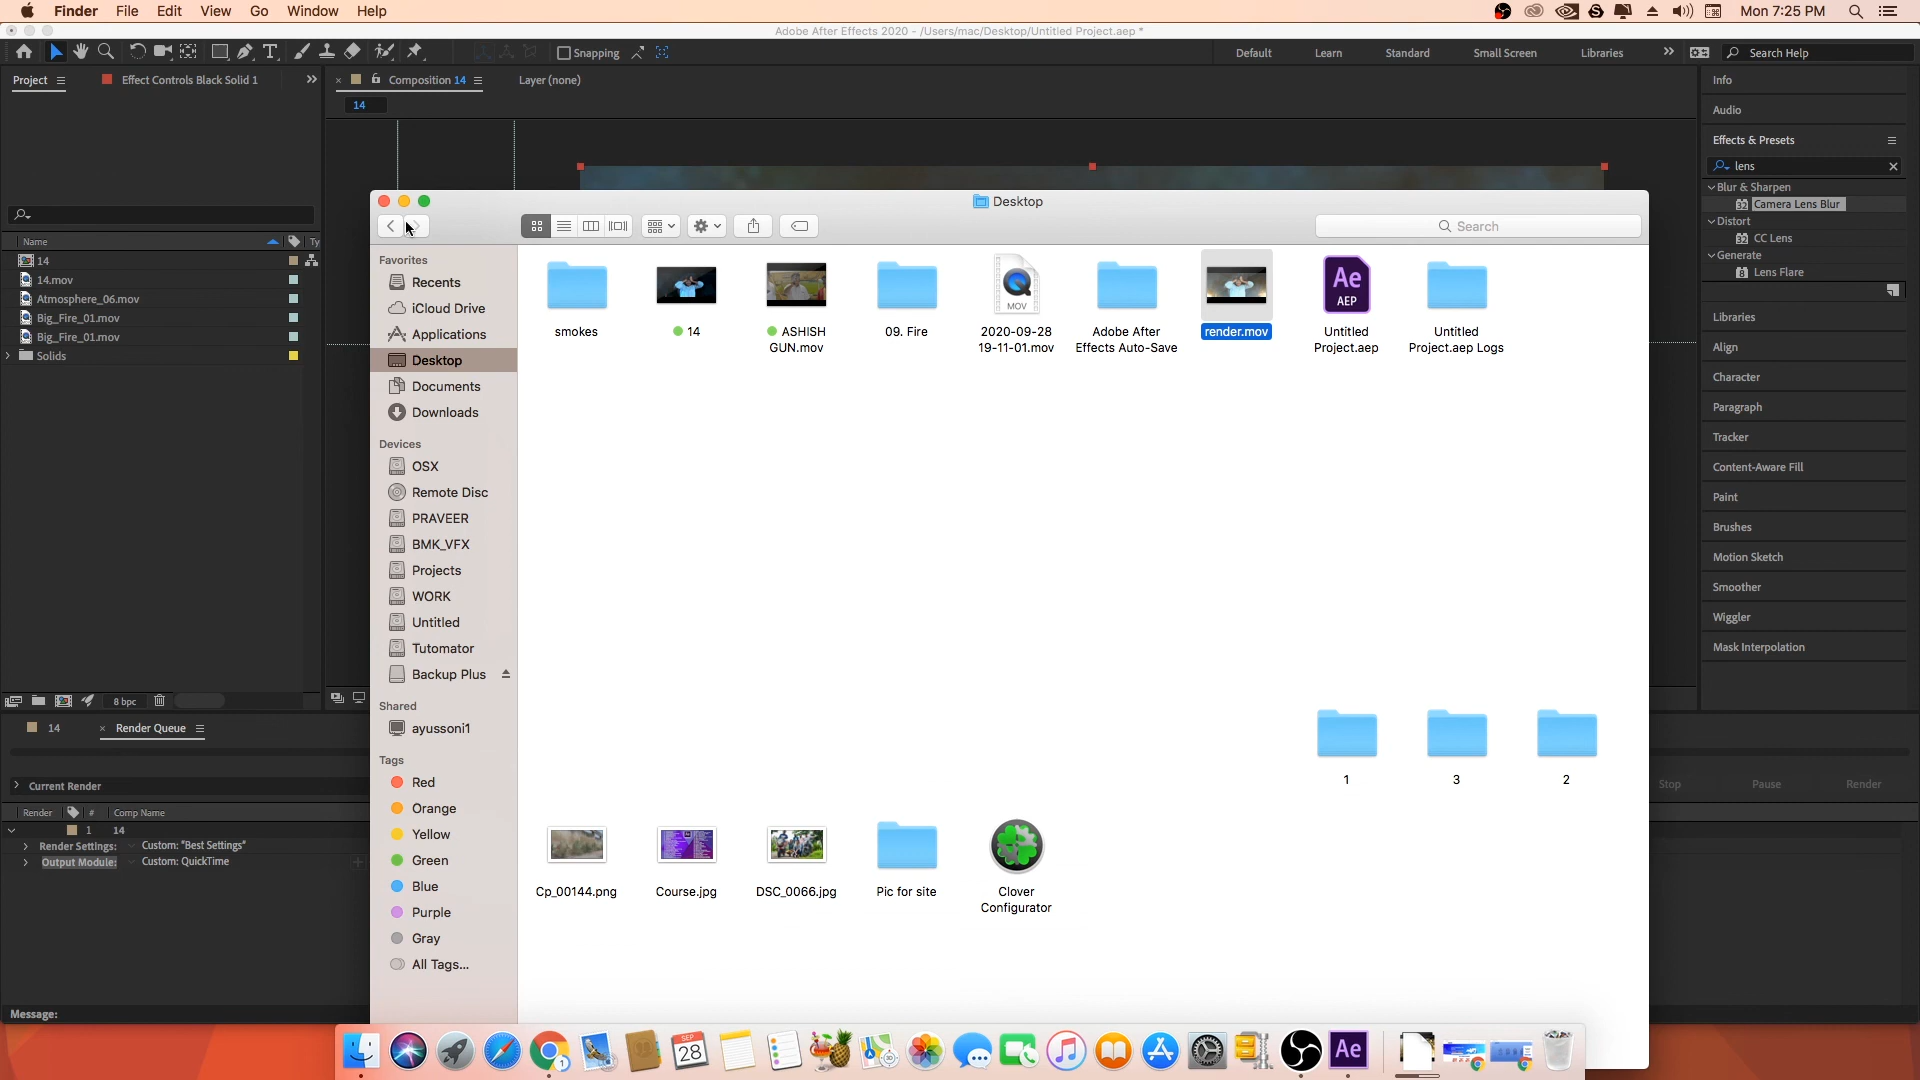 Finder File Edit View Go Window Help
Mon 7:25 PM
Adobe After Effects 2020 - /Users/mac/Desktop/Untitled Project.aep *
Snapping
Default Learn Standard Small Screen Libraries
Search Help
Project
Effect Controls Black Solid 1
Composition 14
Layer (none)
14
Name
Ty
14
14.mov
Atmosphere_06.mov
Big_Fire_01.mov
Big_Fire_01.mov
Solids
8 bpc
Info
Audio
Effects & Presets
lens
Blur & Sharpen
Camera Lens Blur
Distort
CC Lens
Generate
Lens Flare
Libraries
Align
Character
Paragraph
Tracker
Content-Aware Fill
Paint
Brushes
Motion Sketch
Smoother
Wiggler
Mask Interpolation
Desktop
Search
Favorites
Recents
iCloud Drive
Applications
Desktop
Documents
Downloads
Devices
OSX
Remote Disc
PRAVEER
BMK_VFX
Projects
WORK
Untitled
Tutomator
Backup Plus
Shared
ayussoni1
Tags
Red
Orange
Yellow
Green
Blue
Purple
Gray
All Tags...
smokes
14
ASHISH
GUN.mov
09. Fire
MOV
2020-09-28
19-11-01.mov
Adobe After
Effects Auto-Save
render.mov
Ae
AEP
Untitled
Project.aep
Untitled
Project.aep Logs
1
3
2
Cp_00144.png
Course.jpg
DSC_0066.jpg
Pic for site
Clover
Configurator
14
Render Queue
Current Render
Stop Pause Render
Render # Comp Name
1 14
Render Settings: Custom: "Best Settings"
Output Module: Custom: QuickTime
Message:
SEP
28
Ae